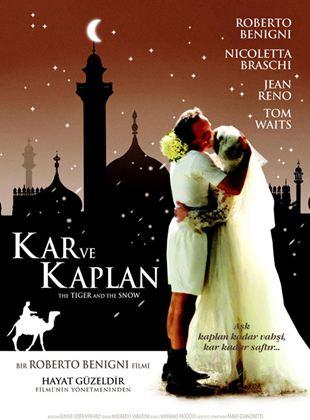 ROBERTO
BENIGNI
NICOLETTA
BRASCHI
JEAN
RENO
TOM
WAITS
KAR VE
KAPLAN
THE TIGER AND THE SNOW
Aşk
kaplan kadar vahşi,
kar kadar saftır...
BİR ROBERTO BENIGNI FİLMİ
HAYAT GÜZELDİR
FİLMİ'NİN YÖNETMENİNDEN